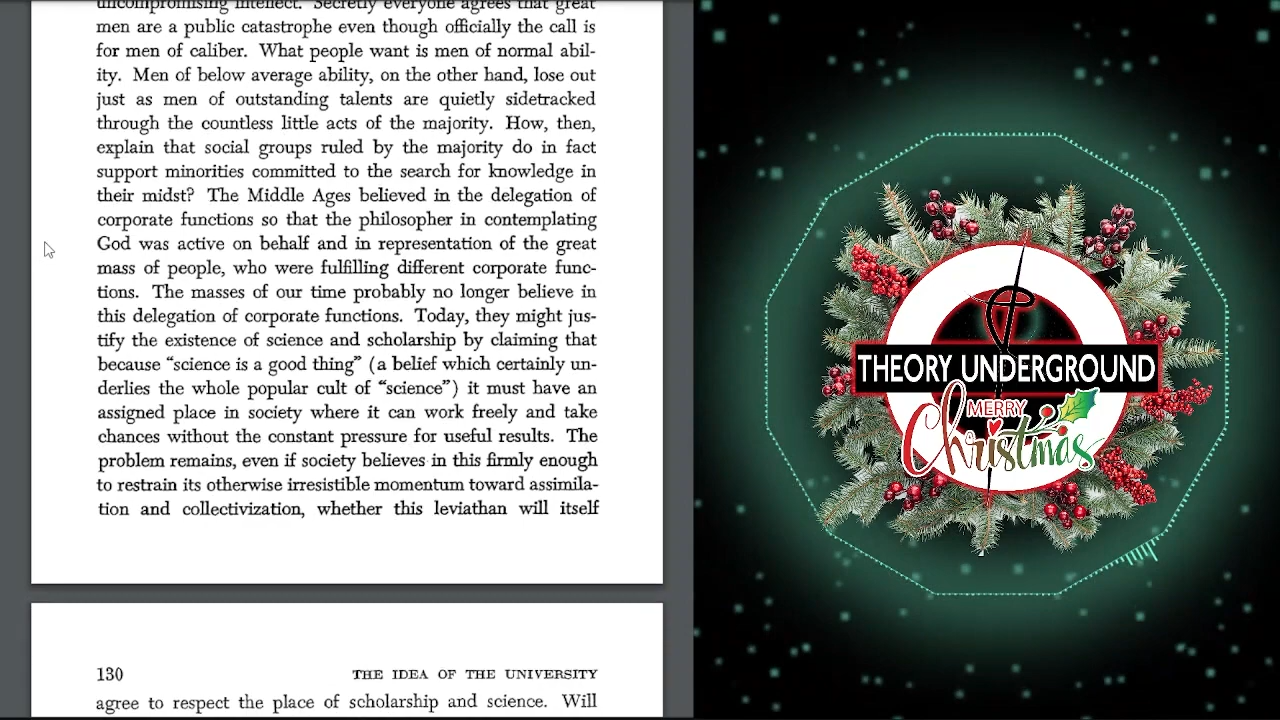 uncompromising intellect. Secretly everyone agrees that great
men are a public catastrophe even though officially the call is
for men of caliber. What people want is men of normal abil-
ity. Men of below average ability, on the other hand, lose out
just as men of outstanding talents are quietly sidetracked
through the countless little acts of the majority. How, then,
explain that social groups ruled by the majority do in fact
support minorities committed to the search for knowledge in
their midst? The Middle Ages believed in the delegation of
corporate functions so that the philosopher in contemplating
God was active on behalf and in representation of the great
mass of people, who were fulfilling different corporate func-
tions. The masses of our time probably no longer believe in
this delegation of corporate functions. Today, they might jus-
tify the existence of science and scholarship by claiming that
because “science is a good thing” (a belief which certainly un-
derlies the whole popular cult of “science”) it must have an
assigned place in society where it can work freely and take
chances without the constant pressure for useful results. The
problem remains, even if society believes in this firmly enough
to restrain its otherwise irresistible momentum toward assimila-
tion and collectivization, whether this leviathan will itself
130 THE IDEA OF THE UNIVERSITY
agree to respect the place of scholarship and science. Will
THEORY UNDERGROUND
MERRY
Christmas